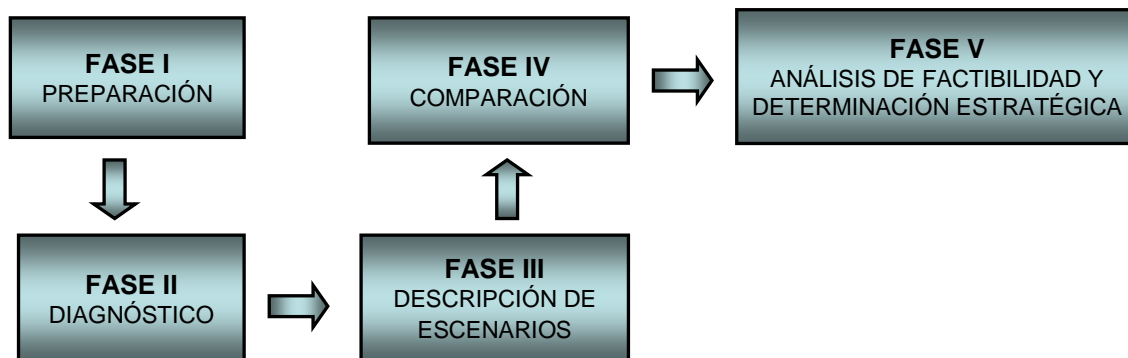 FASE I
PREPARACIÓN
FASE II
DIAGNÓSTICO
FASE III
DESCRIPCIÓN DE
ESCENARIOS
FASE IV
COMPARACIÓN
FASE V
ANÁLISIS DE FACTIBILIDAD Y
DETERMINACIÓN ESTRATÉGICA